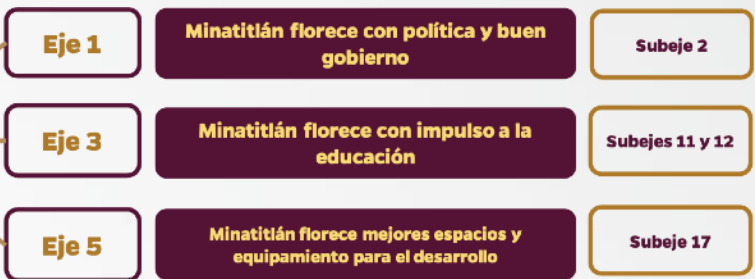 Eje 1
Minatitlán florece con política y buen
gobierno
Subeje 2
Eje 3
Minatitlán florece con impulso a la
educación
Subejes 11 y 12
Eje 5
Minatitlán florece mejores espacios y
equipamiento para el desarrollo
Subeje 17